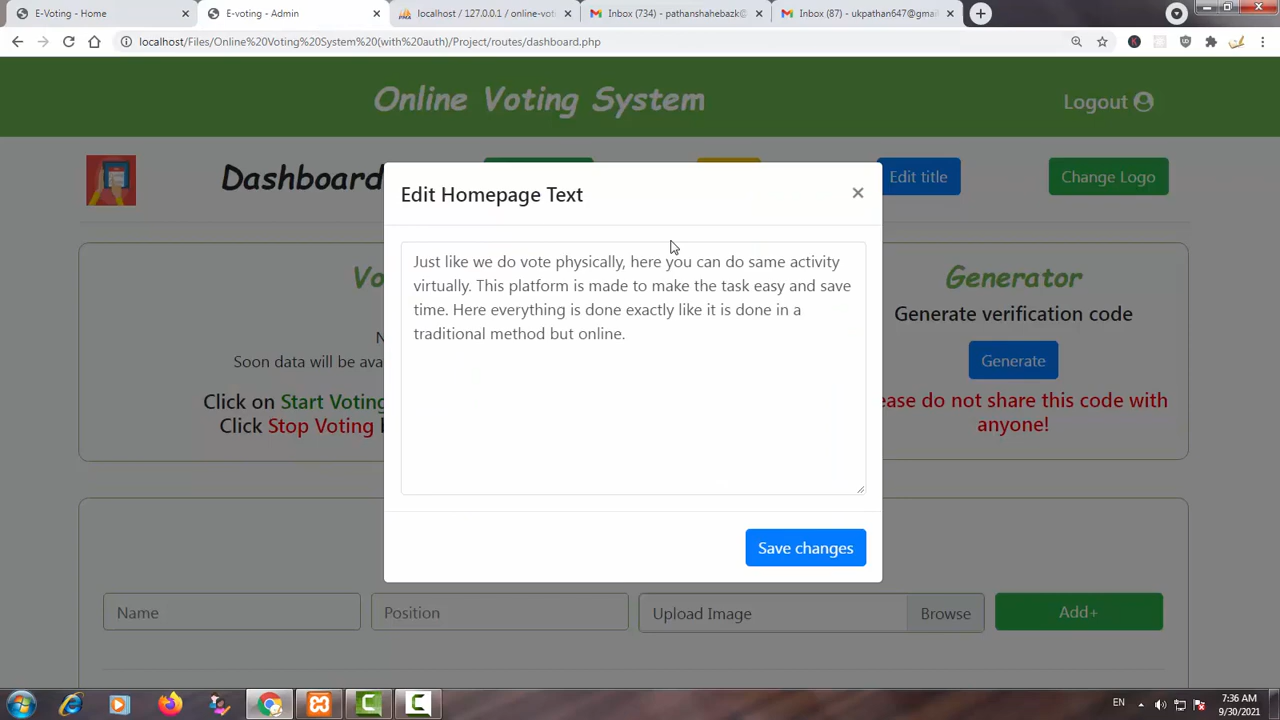 E-Voting - Home
E-voting - Admin
localhost / 127.0.0.1 / online-vo
Inbox (734) - pathanshahebazk@
Inbox (87) - ukpathan647@gmai
localhost/Files/Online%20Voting%20System%20(with%20auth)/Project/routes/dashboard.php
Online Voting System
Logout
Dashboard
Edit title
Change Logo
Edit Homepage Text
×
Just like we do vote physically, here you can do same activity
virtually. This platform is made to make the task easy and save
time. Here everything is done exactly like it is done in a
traditional method but online.
Save changes
Vo
N
Soon data will be ava
Click on Start Voting
Click Stop Voting b
Generator
Generate verification code
Generate
ease do not share this code with
anyone!
Name
Position
Upload Image
Browse
Add+
EN
7:36 AM
9/30/2021